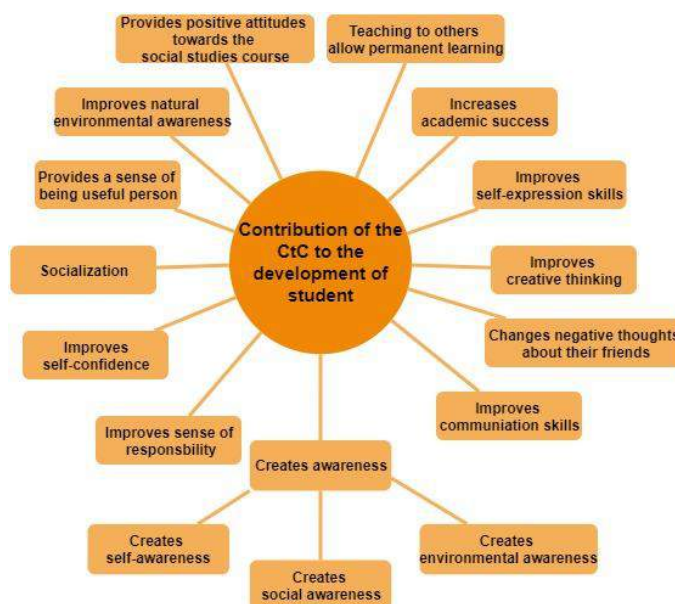 Provides positive attitudes
towards the
social studies course
Teaching to others
allow permanent learning
Improves natural
environmental awareness
Increases
academic success
Provides a sense of
being useful person
Improves
self-expression skills
Contribution of the
CtC to the
development of
student
Socialization
Improves
creative thinking
Improves
self-confidence
Changes negative thoughts
about their friends
Improves sense of
responsbility
Improves
communiation skills
Creates awareness
Creates
self-awareness
Creates
social awareness
Creates
environmental awareness